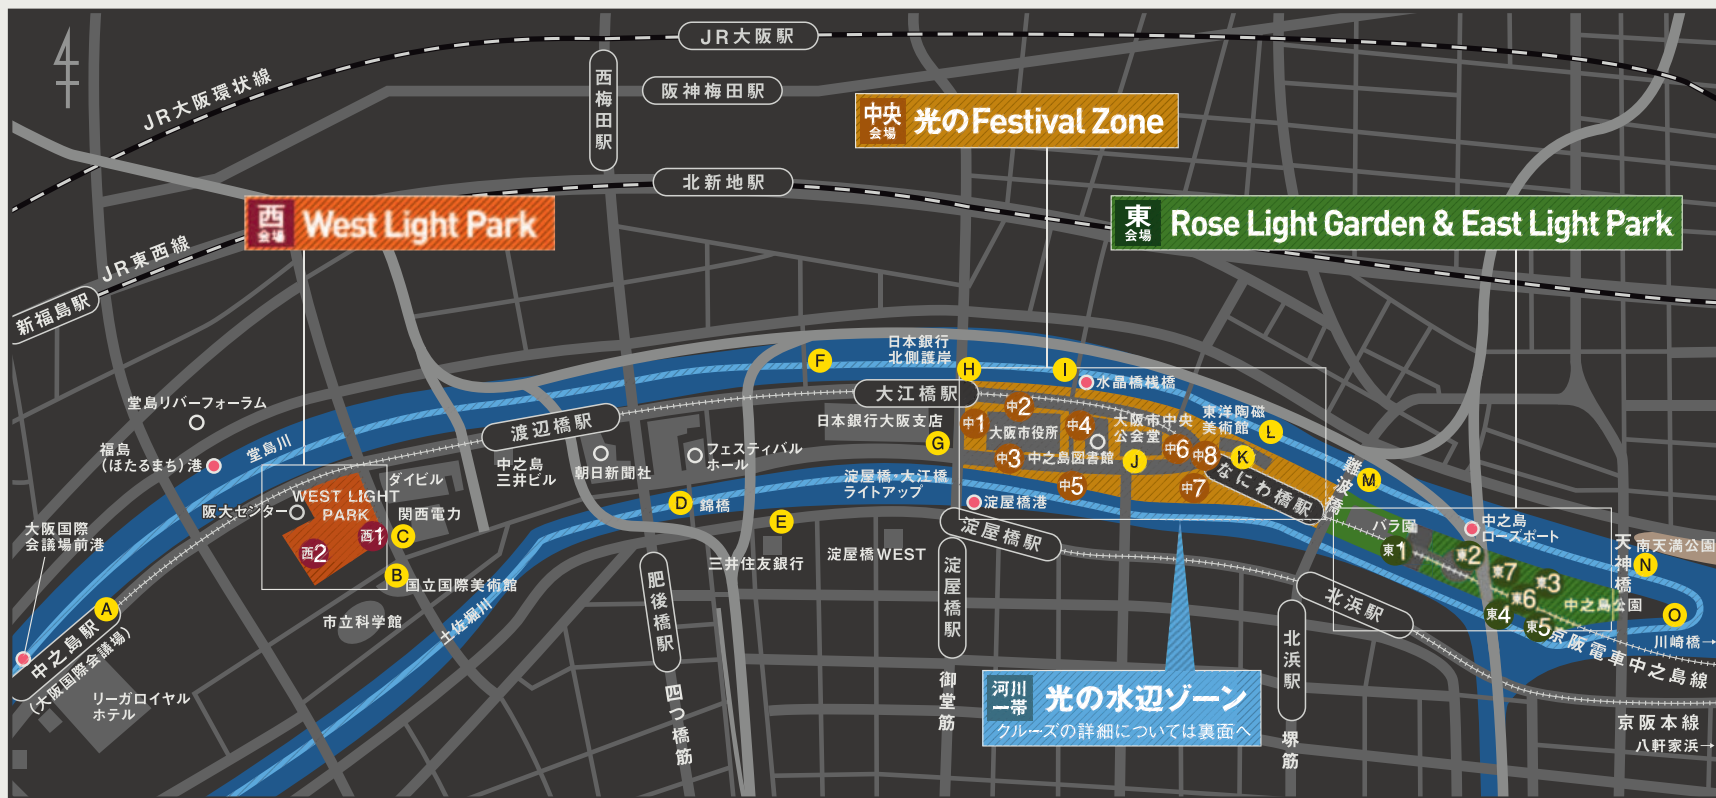 JR大阪駅
JR大阪環状線
西梅田駅
阪神梅田駅
中央
会場
光のFestival Zone
北新地駅
西
会場
West Light Park
東
会場
Rose Light Garden & East Light Park
JR東西線
新福島駅
日本銀行
北側護岸
F
H
I
水晶橋桟橋
大江橋駅
堂島リバーフォーラム
渡辺橋駅
日本銀行大阪支店
G
中1
中2
大阪市役所
中4
大阪市中央
公会堂
東洋陶磁
美術館
L
中6
中8
K
福島
(ほたるまち)港
堂島川
中之島
三井ビル
朝日新聞社
フェスティバル
ホール
中3
中之島図書館
J
なにわ橋駅
難波橋
M
ダイビル
WEST LIGHT
PARK
阪大センター
関西電力
西1
西2
C
B
国立国際美術館
D
錦橋
E
淀屋橋・大江橋
ライトアップ
中5
中7
淀屋橋港
淀屋橋駅
三井住友銀行
淀屋橋WEST
バラ園
東1
中之島
ローズポート
東2
東7
東3
東6
東4
東5
中之島公園
天神橋
南天満公園
N
O
川崎橋→
大阪国際
会議場前港
A
中之島駅
(大阪国際会議場)
市立科学館
土佐堀川
肥後橋駅
淀屋橋駅
北浜駅
北浜駅
京阪電車中之島線
リーガロイヤル
ホテル
四つ橋筋
御堂筋
河川
一帯
光の水辺ゾーン
クルーズの詳細については裏面へ
堺筋
京阪本線
八軒家浜→